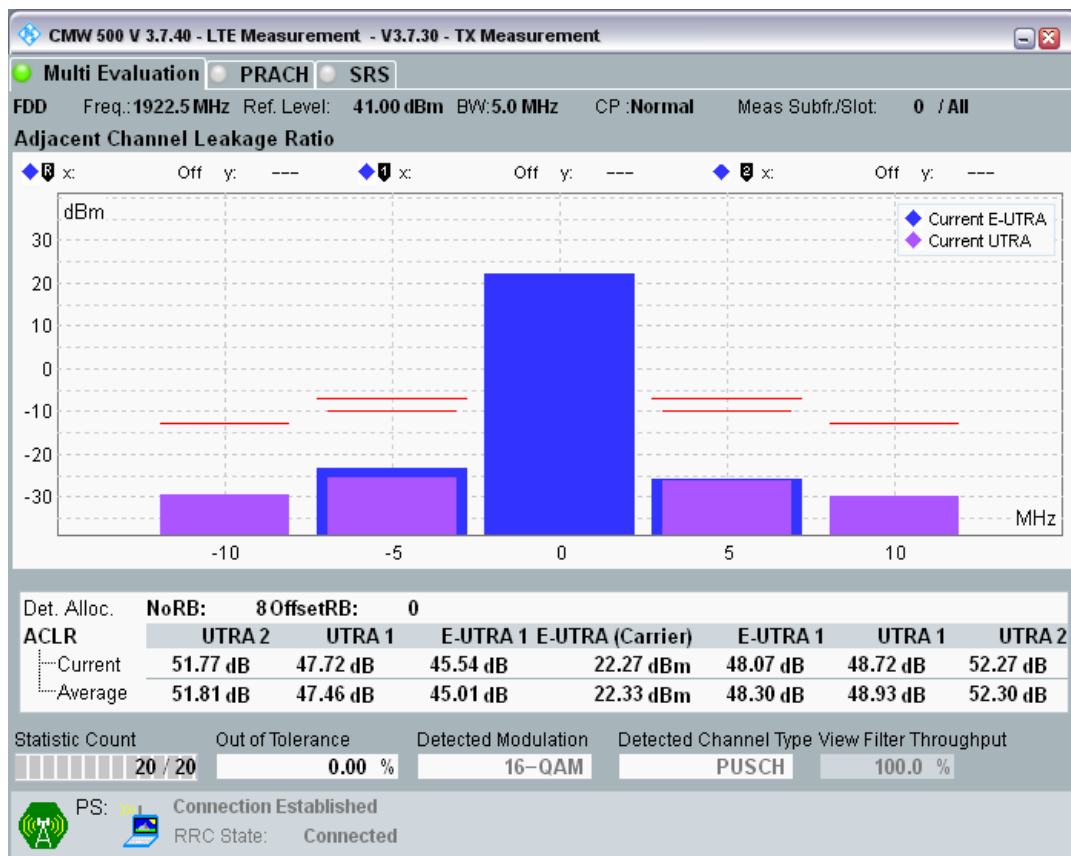 CMW 500 V 3.7.40 - LTE Measurement - V3.7.30 - TX Measurement
Multi Evaluation PRACH SRS
FDD Freq.:1922.5 MHz Ref. Level: 41.00 dBm BW:5.0 MHz CP :Normal Meas Subfr./Slot: 0 / All
Adjacent Channel Leakage Ratio
R x: Off y: --- 1 x: Off y: --- 2 x: Off y: ---
dBm
Current E-UTRA
Current UTRA
30
20
10
0
-10
-20
-30
MHz
-10 -5 0 5 10
Det. Alloc. NoRB: 8 OffsetRB: 0
ACLR UTRA 2 UTRA 1 E-UTRA 1 E-UTRA (Carrier) E-UTRA 1 UTRA 1 UTRA 2
Current 51.77 dB 47.72 dB 45.54 dB 22.27 dBm 48.07 dB 48.72 dB 52.27 dB
Average 51.81 dB 47.46 dB 45.01 dB 22.33 dBm 48.30 dB 48.93 dB 52.30 dB
Statistic Count Out of Tolerance Detected Modulation Detected Channel Type View Filter Throughput
20 / 20 0.00 % 16-QAM PUSCH 100.0 %
PS: Connection Established
RRC State: Connected